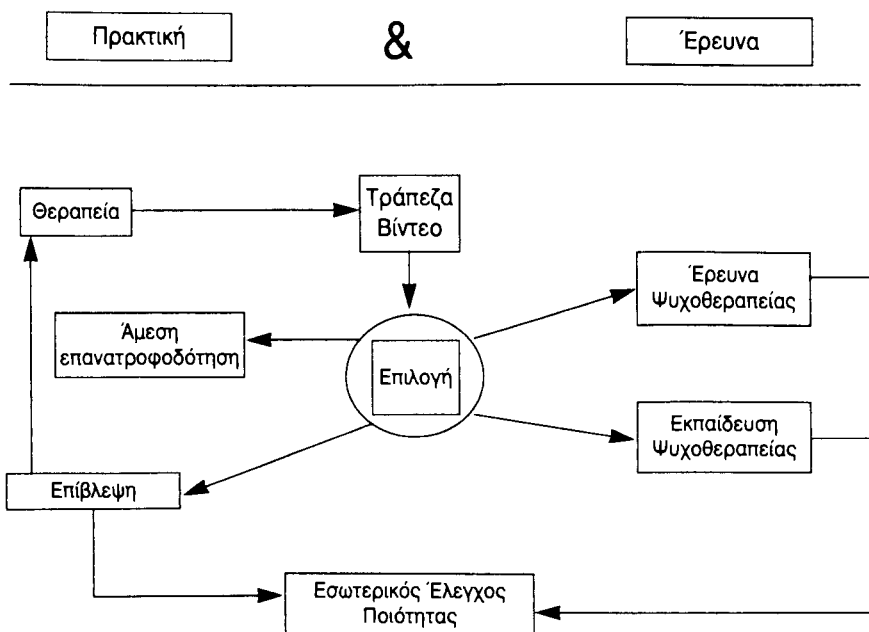 Πρακτική & Έρευνα
Θεραπεία
Τράπεζα
Βίντεο
Έρευνα
Ψυχοθεραπείας
Άμεση
επανατροφοδότηση
Επιλογή
Εκπαίδευση
Ψυχοθεραπείας
Επίβλεψη
Εσωτερικός Έλεγχος
Ποιότητας